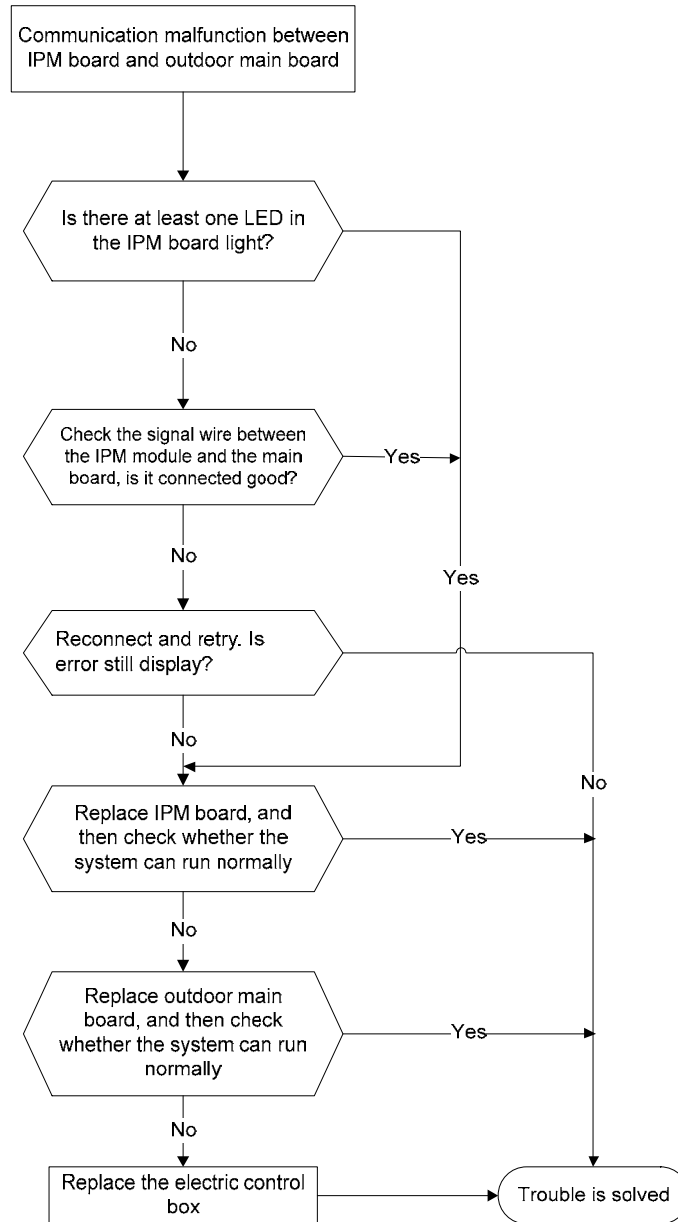 Communication malfunction between
IPM board and outdoor main board
Is there at least one LED in
the IPM board light?
No
Check the signal wire between
the IPM module and the main
board, is it connected good?
Yes
No
Yes
Reconnect and retry. Is
error still display?
No
No
Replace IPM board, and
then check whether the
system can run normally
Yes
No
Replace outdoor main
board, and then check
whether the system can run
normally
Yes
No
Replace the electric control
box
Trouble is solved